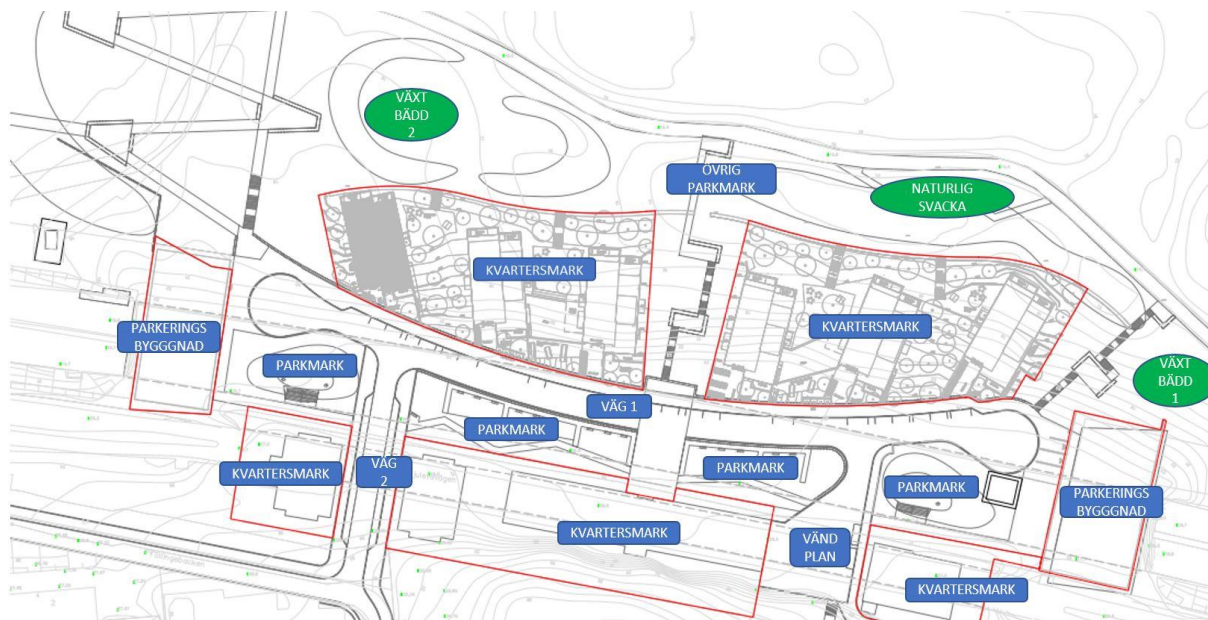 VÄXT
BÄDD
2
ÖVRIG
PARKMARK
NATURLIG
SVACKA
KVARTERSMARK
KVARTERSMARK
PARKERINGS
BYGGGNAD
PARKMARK
VÄXT
BÄDD
1
VÄG 1
PARKMARK
PARKMARK
KVARTERSMARK
VÄG
2
PARKMARK
PARKERINGS
BYGGGNAD
KVARTERSMARK
VÄND
PLAN
KVARTERSMARK